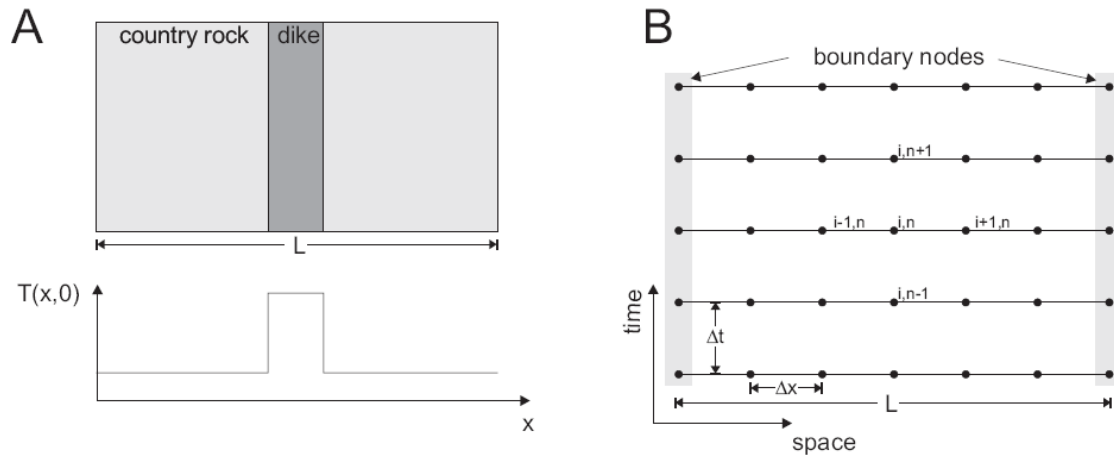 A
country rock
dike
L
T(x,0)
x
B
boundary nodes
i,n+1
i-1,n
i,n
i+1,n
i,n-1
time
Δt
Δx
L
space